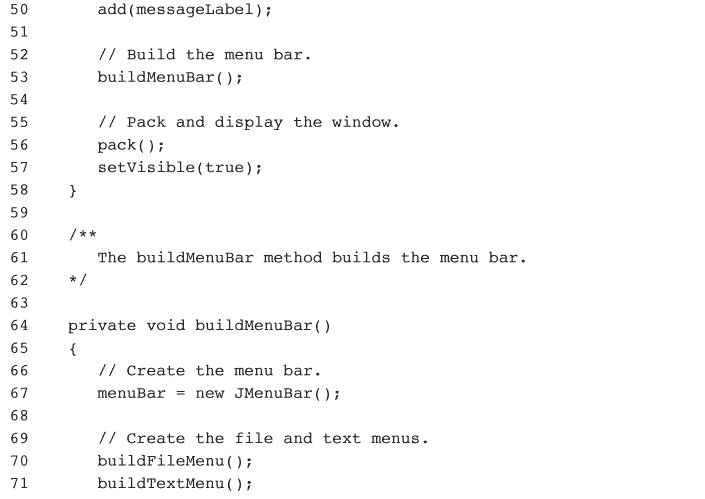 50       add(messageLabel);
51
52       // Build the menu bar.
53       buildMenuBar();
54
55       // Pack and display the window.
56       pack();
57       setVisible(true);
58    }
59
60    /**
61       The buildMenuBar method builds the menu bar.
62    */
63
64    private void buildMenuBar()
65    {
66       // Create the menu bar.
67       menuBar = new JMenuBar();
68
69       // Create the file and text menus.
70       buildFileMenu();
71       buildTextMenu();